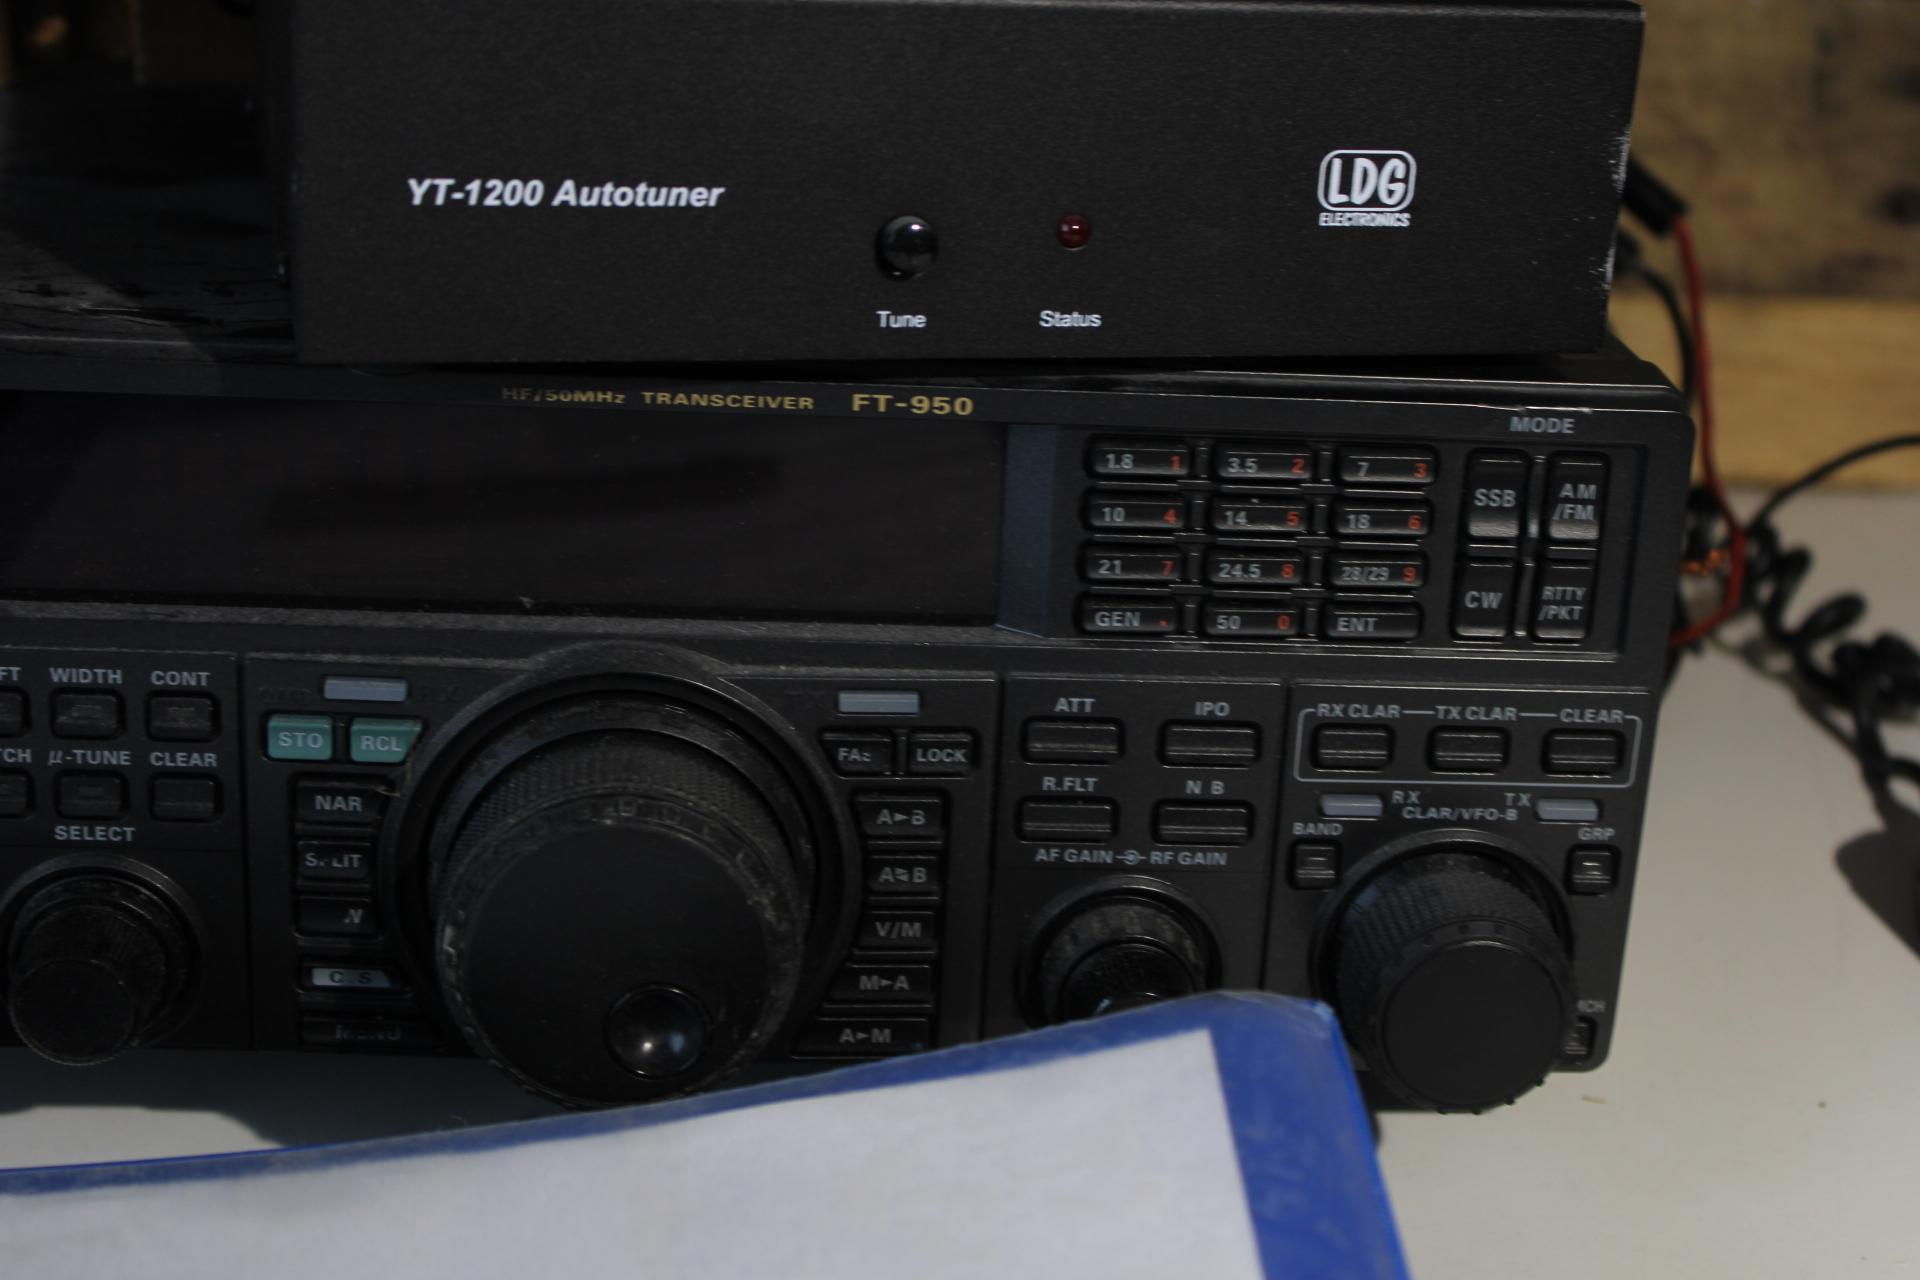 YT-1200 Autotuner
LDG
ELECTRONICS
Tune
Status
HF/50MHz TRANSCEIVER FT-950
MODE
1.8 1
3.5 2
7 3
10 4
14 5
18 6
21 7
24.5 8
28/29 9
GEN .
50 0
ENT
SSB
AM
/FM
CW
RTTY
/PKT
WIDTH
CONT
μ-TUNE
CLEAR
SELECT
STO
RCL
NAR
C.S
MENU
LOCK
A►B
V/M
M►A
A►M
ATT
IPO
R.FLT
NB
AF GAIN
RF GAIN
RX CLAR
TX CLAR
CLEAR
RX
TX
CLAR/VFO-B
BAND
GRP